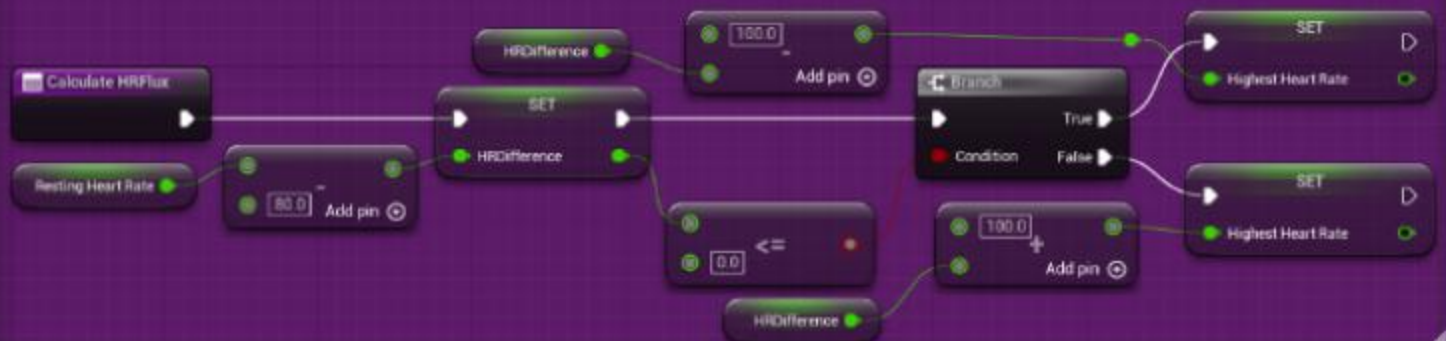 HRDifference
100.0
-
Add pin
SET
Highest Heart Rate
Calculate HRFlux
SET
HRDifference
Branch
True
Condition
False
Resting Heart Rate
-
80.0
Add pin
<=
0.0
100.0
+
Add pin
SET
Highest Heart Rate
HRDifference